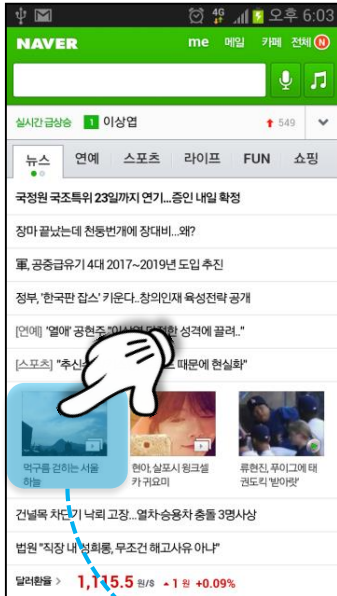 4G 오후 6:03
NAVER me 메일 카페 전체 N
실시간 급상승 1 이상엽 549
뉴스 연예 스포츠 라이프 FUN 쇼핑
국정원 국조특위 23일까지 연기...증인 내일 확정
장마 끝났는데 천둥번개에 장대비...왜?
軍, 공중급유기 4대 2017~2019년 도입 추진
정부, '한국판 잡스' 키운다..창의인재 육성전략 공개
[연예] '열애' 공현주 한 성격에 끌려.."
[스포츠] "추신 때문에 현실화"
먹구름 걷히는 서울
하늘
현아, 살포시 윙크셀
카 귀요미
류현진, 푸이그에 태
권도킥 '받아랏'
건널목 차단기 낙뢰 고장...열차-승용차 충돌 3명사상
법원 "직장 내 성희롱, 무조건 해고사유 아냐"
달러환율 > 1,115.5 원/$ ▲ 1 원 +0.09%